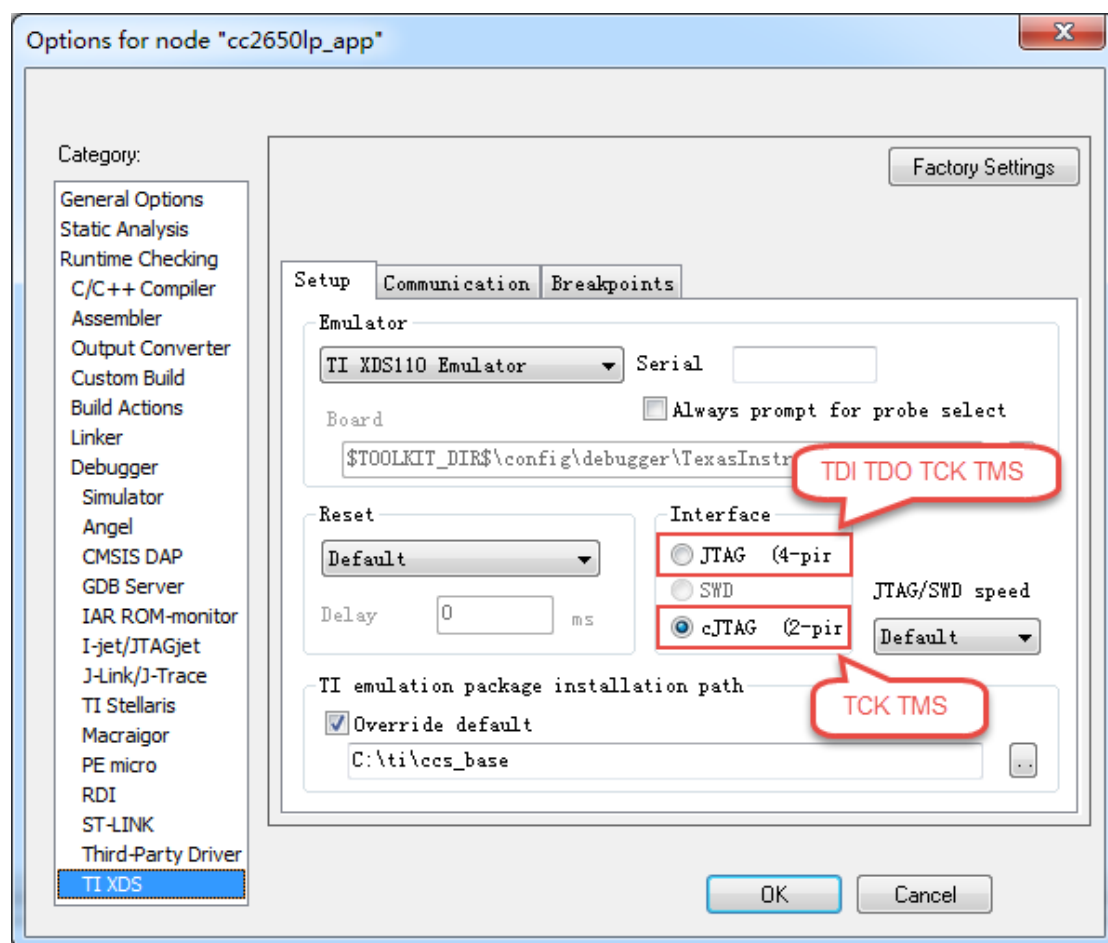 Options for node "cc2650lp_app"
Category:
General Options
Static Analysis
Runtime Checking
C/C++ Compiler
Assembler
Output Converter
Custom Build
Build Actions
Linker
Debugger
Simulator
Angel
CMSIS DAP
GDB Server
IAR ROM-monitor
I-jet/JTAGjet
J-Link/J-Trace
TI Stellaris
Macraigor
PE micro
RDI
ST-LINK
Third-Party Driver
TI XDS
Factory Settings
Setup Communication Breakpoints
Emulator
TI XDS110 Emulator Serial
Always prompt for probe select
Board
$TOOLKIT_DIR$\config\debugger\TexasInstr
TDI TDO TCK TMS
Reset
Default
Delay 0 ms
Interface
JTAG (4-pir
SWD
cJTAG (2-pir
JTAG/SWD speed
Default
TCK TMS
TI emulation package installation path
Override default
C:\ti\ccs_base
..
OK Cancel